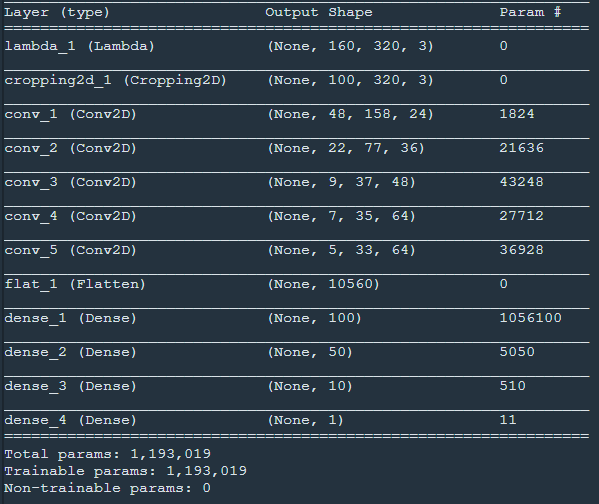 Layer (type) Output Shape Param #
=================================================================
lambda_1 (Lambda) (None, 160, 320, 3) 0
cropping2d_1 (Cropping2D) (None, 100, 320, 3) 0
conv_1 (Conv2D) (None, 48, 158, 24) 1824
conv_2 (Conv2D) (None, 22, 77, 36) 21636
conv_3 (Conv2D) (None, 9, 37, 48) 43248
conv_4 (Conv2D) (None, 7, 35, 64) 27712
conv_5 (Conv2D) (None, 5, 33, 64) 36928
flat_1 (Flatten) (None, 10560) 0
dense_1 (Dense) (None, 100) 1056100
dense_2 (Dense) (None, 50) 5050
dense_3 (Dense) (None, 10) 510
dense_4 (Dense) (None, 1) 11
=================================================================
Total params: 1,193,019
Trainable params: 1,193,019
Non-trainable params: 0